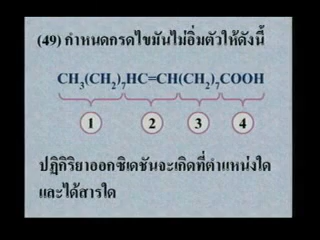 (49) กำหนดกรดไขมันไม่อิ่มตัวให้ดังนี้
CH₃(CH₂)₇HC=CH(CH₂)₇COOH
1 2 3 4
ปฏิกิริยาออกซิเดชันจะเกิดที่ตำแหน่งใด
และได้สารใด